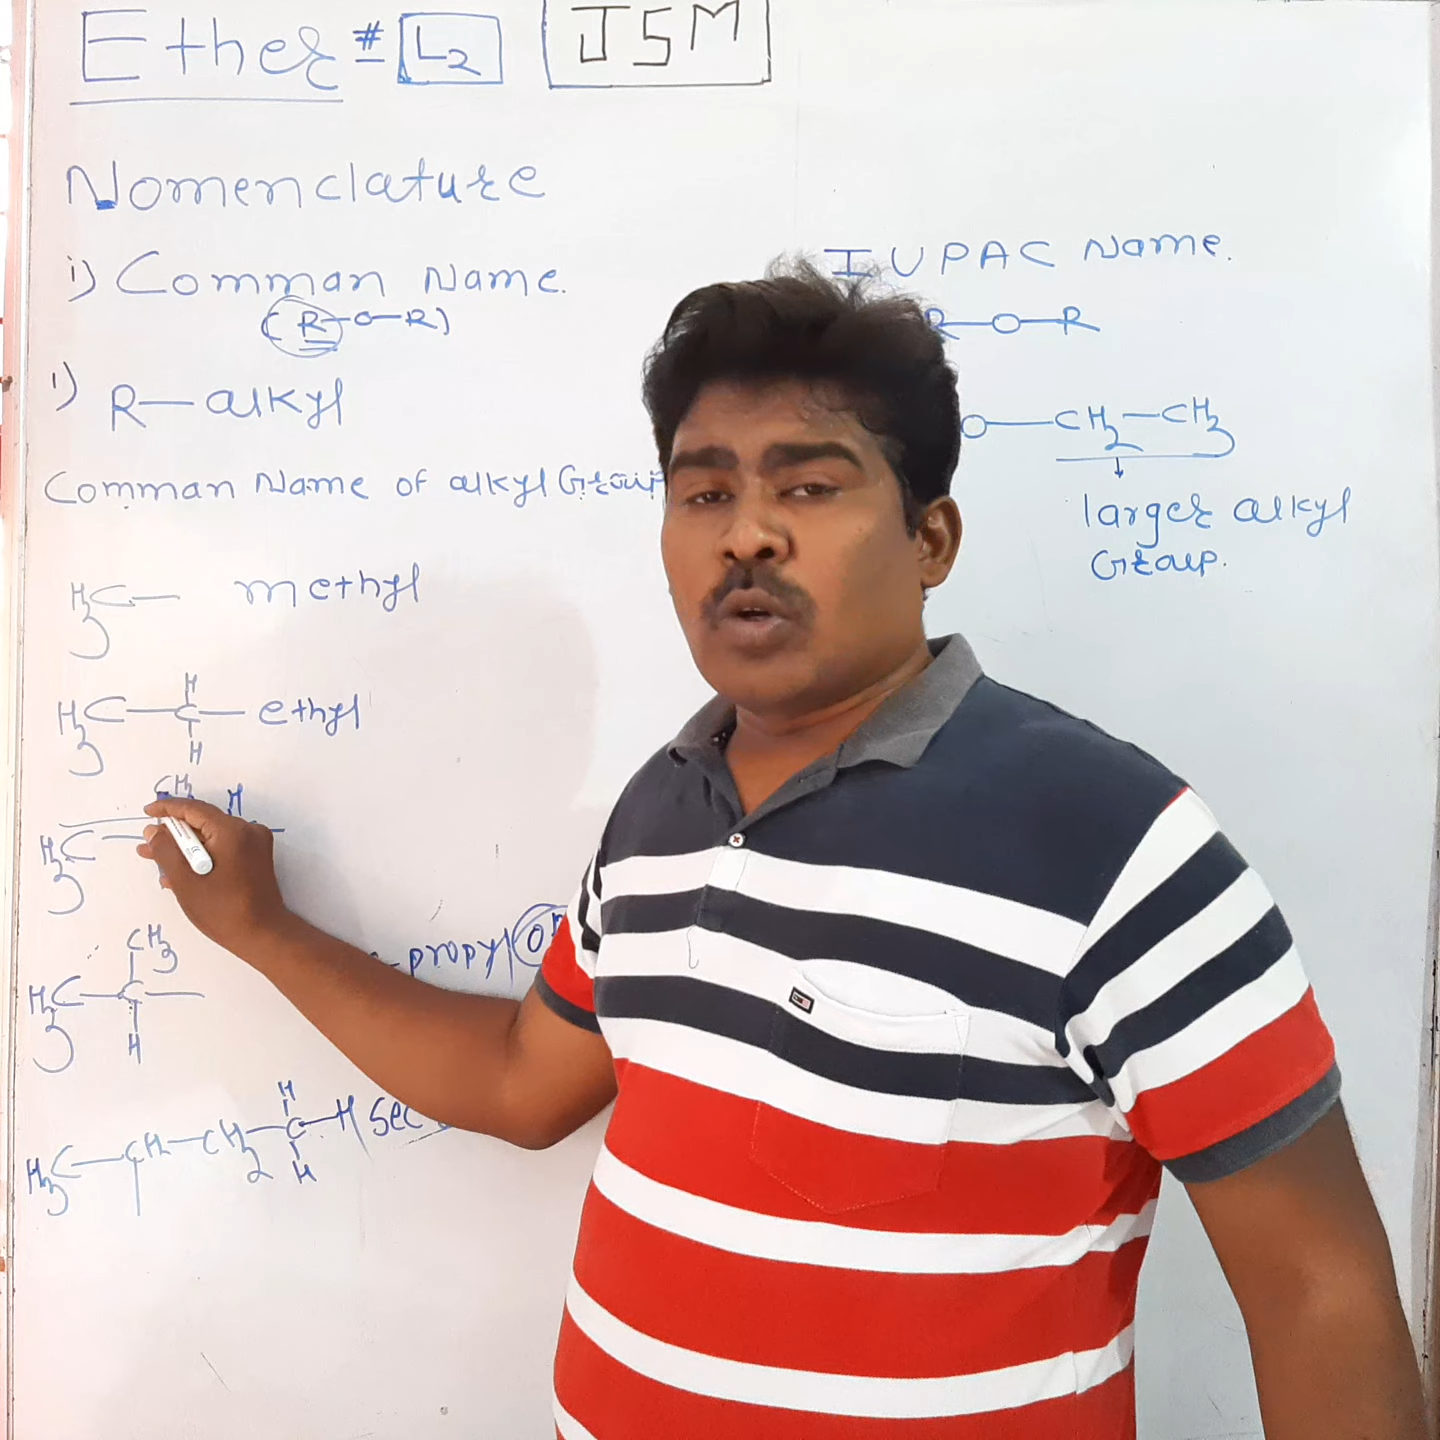 Ether # L2 JSM
Nomenclature
i) Comman Name.
(R-O-R)
1) R-alkyl
Comman Name of alkyl Group
H3C- methyl
H
H3C-C- ethyl
H
CH3 H
H3C
CH3
H3C-C-
H
H
H3C-CH-CH2-C-H sec
H
-propyl
IUPAC Name.
R-O-R
O-CH2-CH3
larger alkyl
Group.